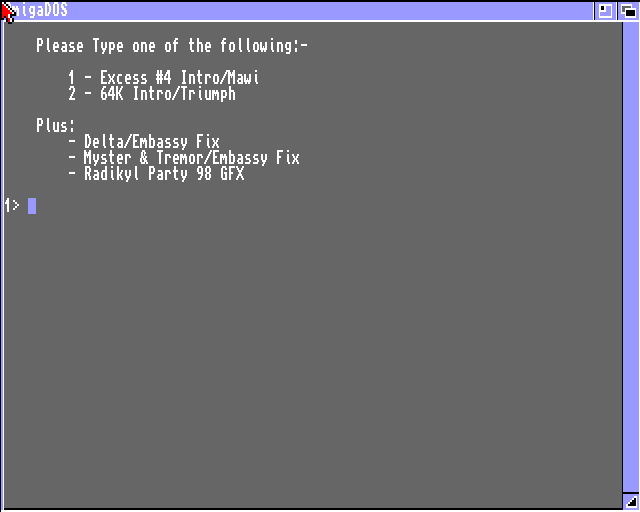 AmigaDOS
Please Type one of the following:-
1 - Excess #4 Intro/Mawi
2 - 64K Intro/Triumph
Plus:
- Delta/Embassy Fix
- Myster & Tremor/Embassy Fix
- Radikyl Party 98 GFX
1>